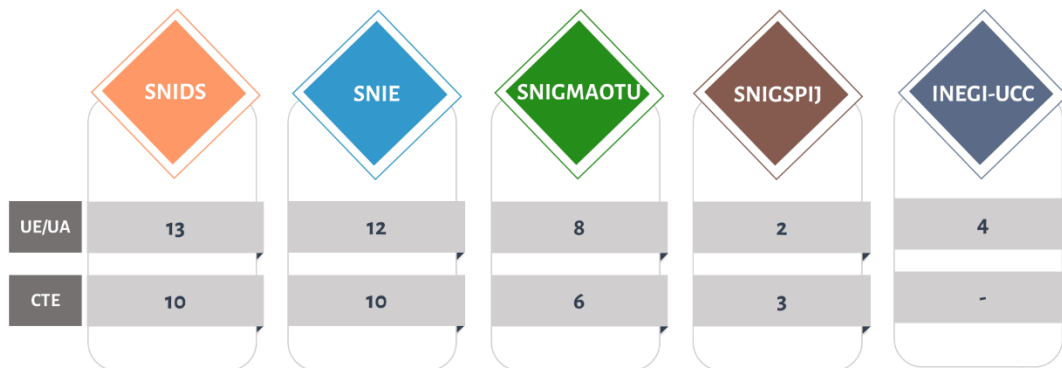 SNIDS SNIE SNIGMAOTU SNIGSPIJ INEGI-UCC
UE/UA 13 12 8 2 4
CTE 10 10 6 3 -